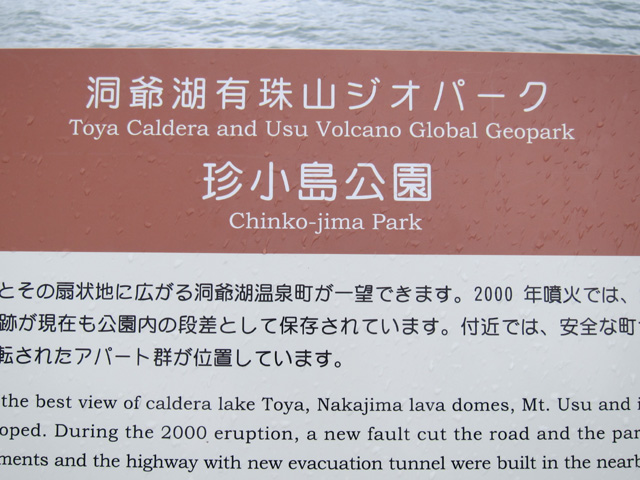 洞爺湖有珠山ジオパーク
Toya Caldera and Usu Volcano Global Geopark
珍小島公園
Chinko-jima Park
とその扇状地に広がる洞爺湖温泉町が一望できます。2000 年噴火では、
跡が現在も公園内の段差として保存されています。付近では、安全な町
転されたアパート群が位置しています。
the best view of caldera lake Toya, Nakajima lava domes, Mt. Usu and i
oped. During the 2000 eruption, a new fault cut the road and the par
ments and the highway with new evacuation tunnel were built in the nearb